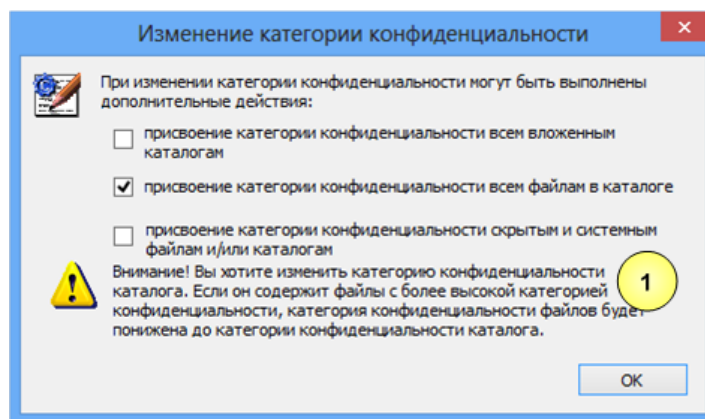 Изменение категории конфиденциальности
При изменении категории конфиденциальности могут быть выполнены
дополнительные действия:
присвоение категории конфиденциальности всем вложенным
каталогам
присвоение категории конфиденциальности всем файлам в каталоге
присвоение категории конфиденциальности скрытым и системным
файлам и/или каталогам
Внимание! Вы хотите изменить категорию конфиденциальности
каталога. Если он содержит файлы с более высокой категорией
конфиденциальности, категория конфиденциальности файлов будет
понижена до категории конфиденциальности каталога.
1
OK